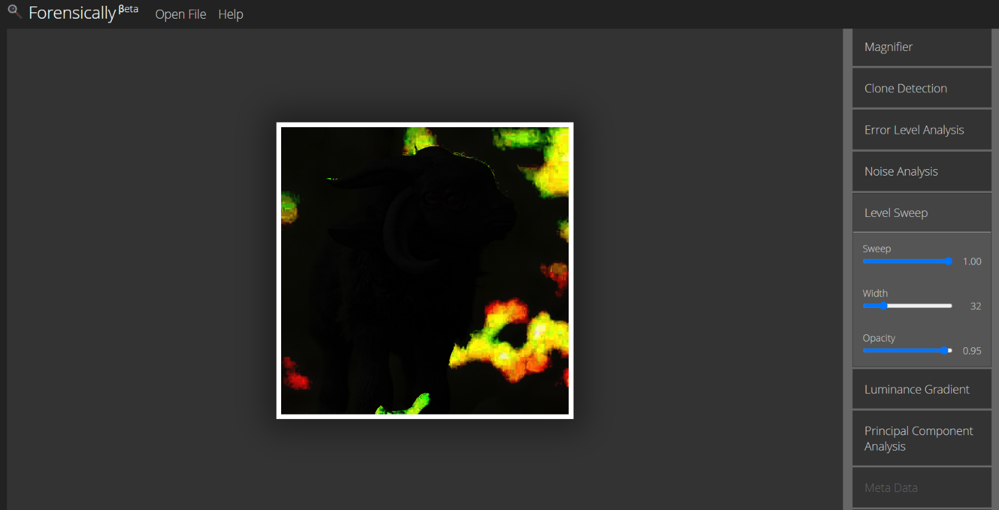 Forensically βeta Open File Help
Magnifier
Clone Detection
Error Level Analysis
Noise Analysis
Level Sweep
Sweep
1.00
Width
32
Opacity
0.95
Luminance Gradient
Principal Component
Analysis
Meta Data